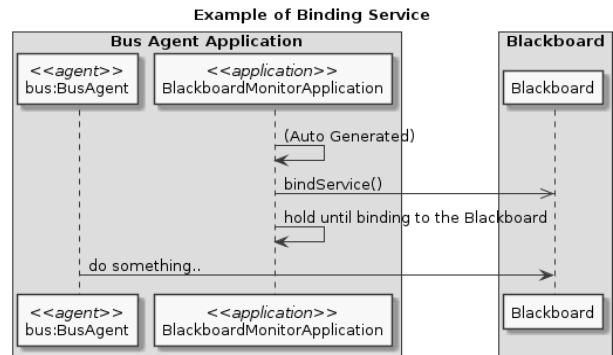 Example of Binding Service
Bus Agent Application
Blackboard
<<agent>>
bus:BusAgent
<<application>>
BlackboardMonitorApplication
Blackboard
(Auto Generated)
bindService()
hold until binding to the Blackboard
do something..
<<agent>>
bus:BusAgent
<<application>>
BlackboardMonitorApplication
Blackboard